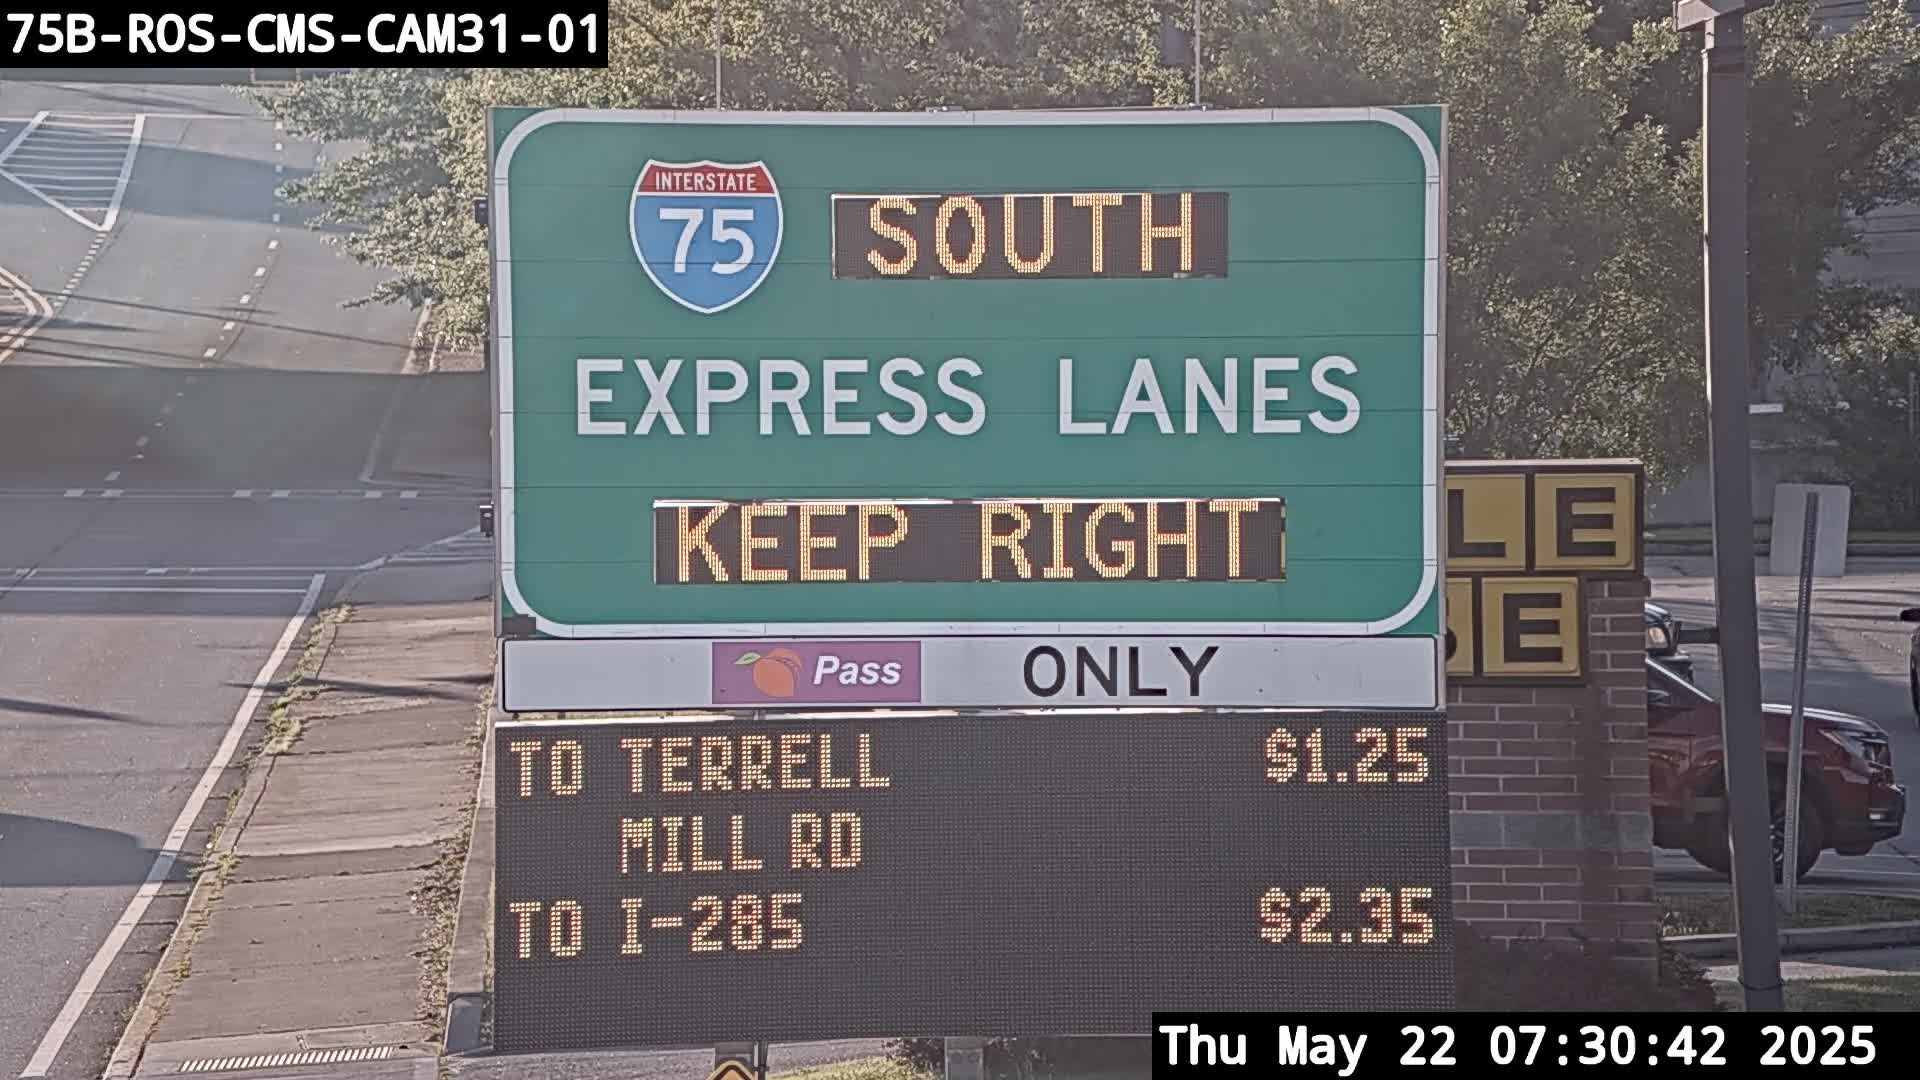 75B-ROS-CMS-CAM31-01
INTERSTATE
75
SOUTH
EXPRESS LANES
KEEP RIGHT
Pass ONLY
TO TERRELL $1.25
MILL RD
TO I-285 $2.35
LE
E
Thu May 22 07:30:42 2025